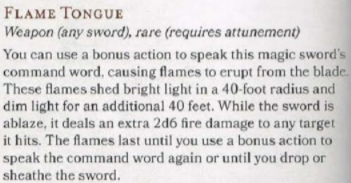 FLAME TONGUE
Weapon (any sword), rare (requires attunement)
You can use a bonus action to speak this magic sword's
command word, causing flames to erupt from the blade.
These flames shed bright light in a 40-foot radius and
dim light for an additional 40 feet. While the sword is
ablaze, it deals an extra 2d6 fire damage to any target
it hits. The flames last until you use a bonus action to
speak the command word again or until you drop or
sheathe the sword.